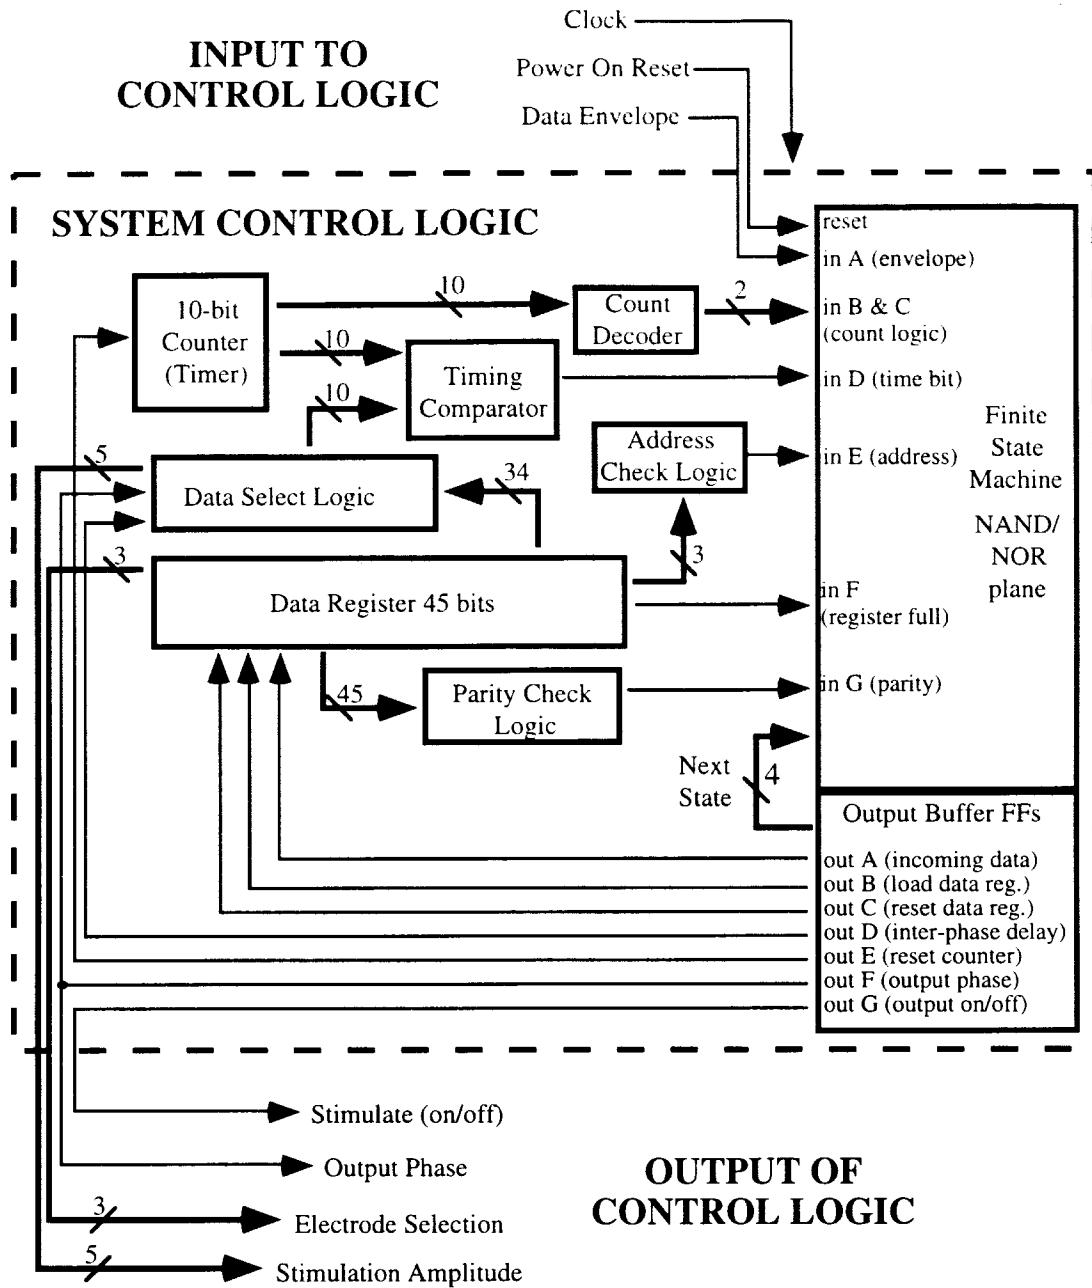 Clock
INPUT TO
CONTROL LOGIC
Power On Reset
Data Envelope
SYSTEM CONTROL LOGIC
reset
in A (envelope)
10-bit
Counter
(Timer)
10
Count
Decoder
2
in B & C
(count logic)
10
10
Timing
Comparator
in D (time bit)
Finite
State
Machine
NAND/
NOR
plane
Address
Check Logic
in E (address)
5
Data Select Logic
34
3
3
Data Register 45 bits
in F
(register full)
45
Parity Check
Logic
in G (parity)
Next
State
4
Output Buffer FFs
out A (incoming data)
out B (load data reg.)
out C (reset data reg.)
out D (inter-phase delay)
out E (reset counter)
out F (output phase)
out G (output on/off)
Stimulate (on/off)
Output Phase
3
Electrode Selection
5
Stimulation Amplitude
OUTPUT OF
CONTROL LOGIC